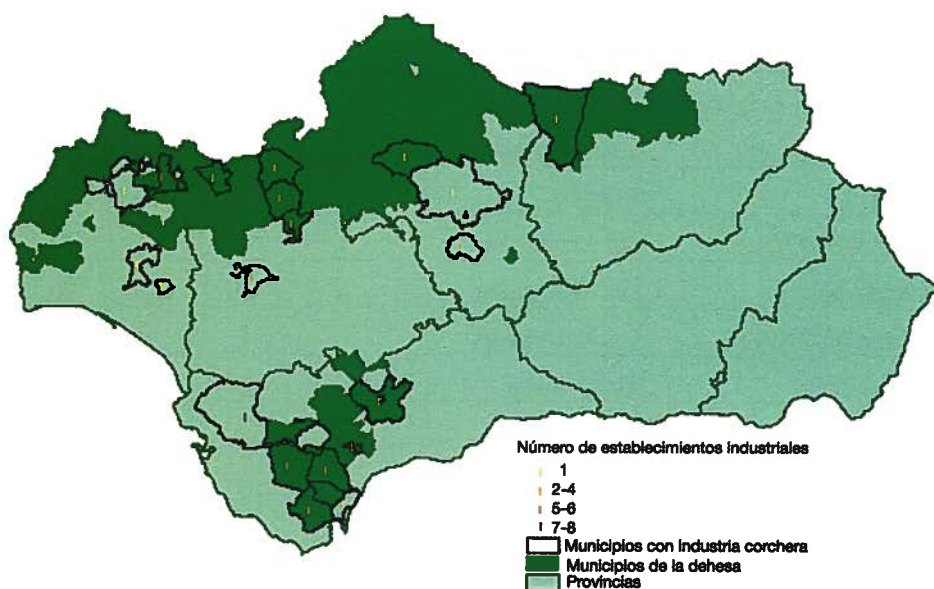 Número de establecimientos industriales
1
2-4
5-6
7-8
Municipios con industria corchera
Municipios de la dehesa
Provincias